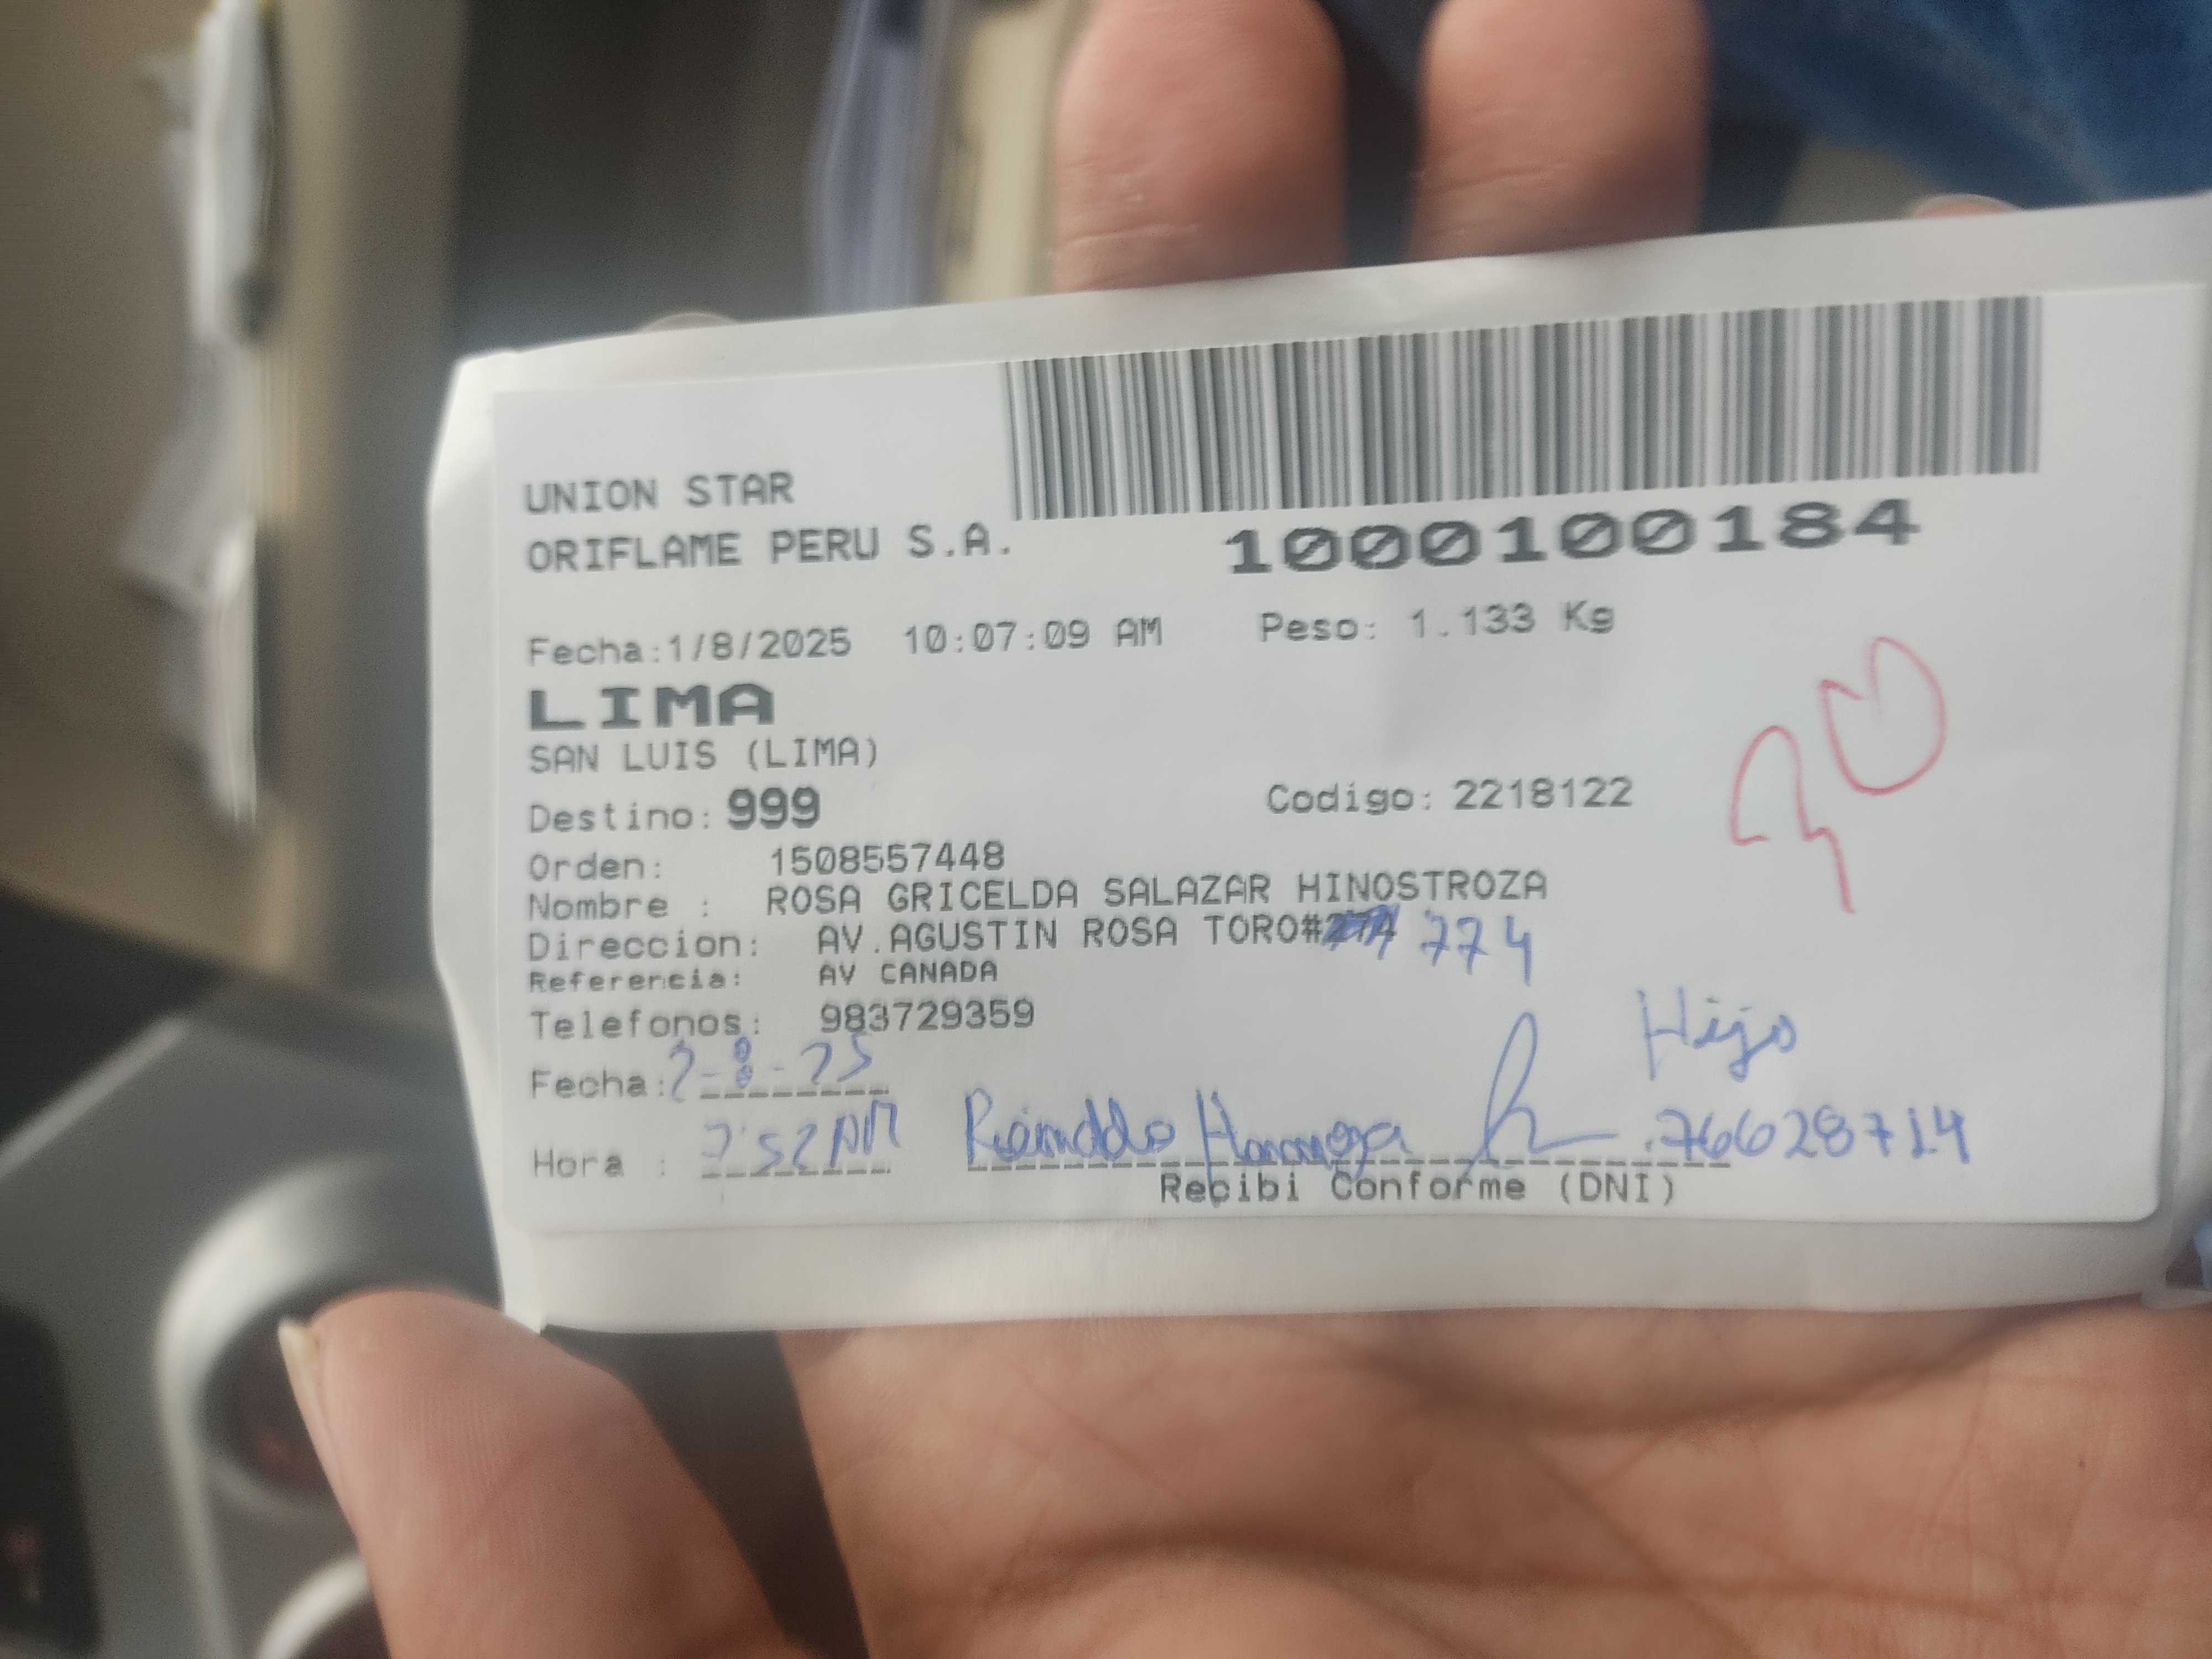 UNION STAR
ORIFLAME PERU S.A.
1000100184
Fecha:1/8/2025 10:07:09 AM Peso: 1.133 Kg
LIMA
SAN LUIS (LIMA)
20
Destino: 999 Codigo: 2218122
Orden: 1508557448
Nombre : ROSA GRICELDA SALAZAR HINOSTROZA
Direccion: AV.AGUSTIN ROSA TORO# 774
Referencia: AV CANADA
Telefonos: 983729359
Hijo
Fecha: 2-8-25
Hora : 7:52 AM 76628714
Recibi Conforme (DNI)